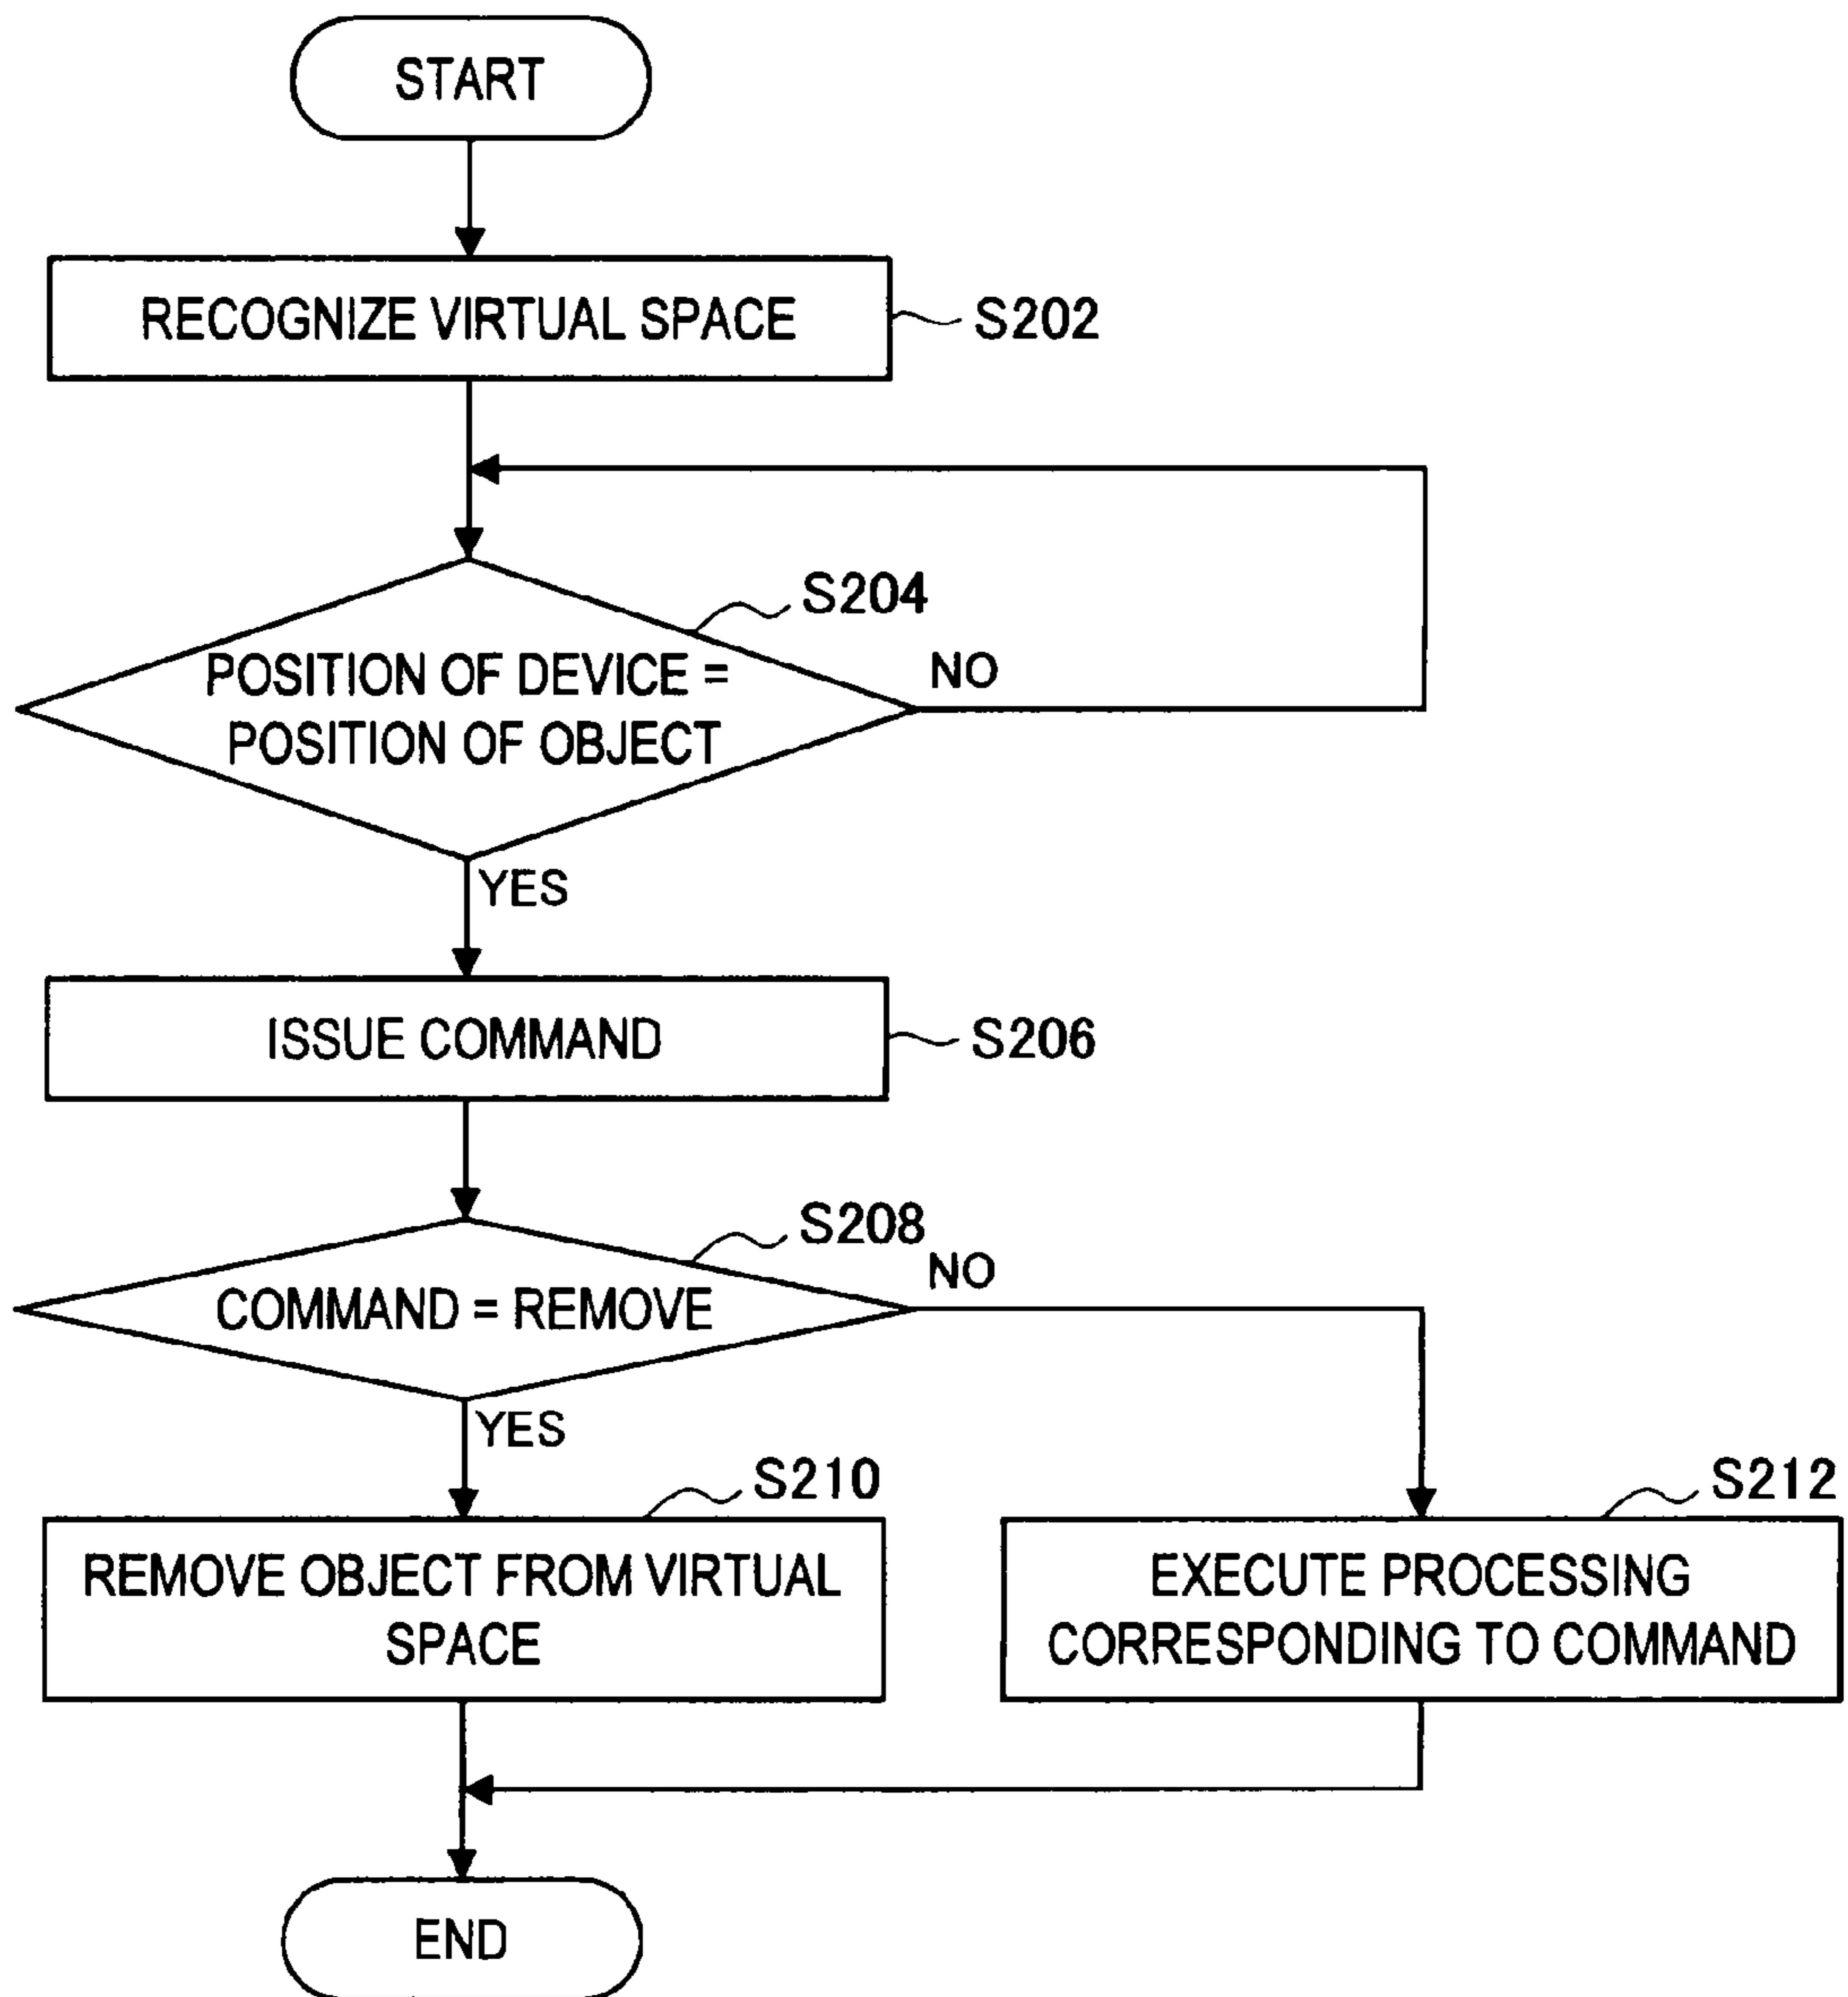 START
RECOGNIZE VIRTUAL SPACE
S202
S204
POSITION OF DEVICE =
POSITION OF OBJECT
NO
YES
ISSUE COMMAND
S206
S208
COMMAND = REMOVE
NO
YES
S210
REMOVE OBJECT FROM VIRTUAL
SPACE
S212
EXECUTE PROCESSING
CORRESPONDING TO COMMAND
END